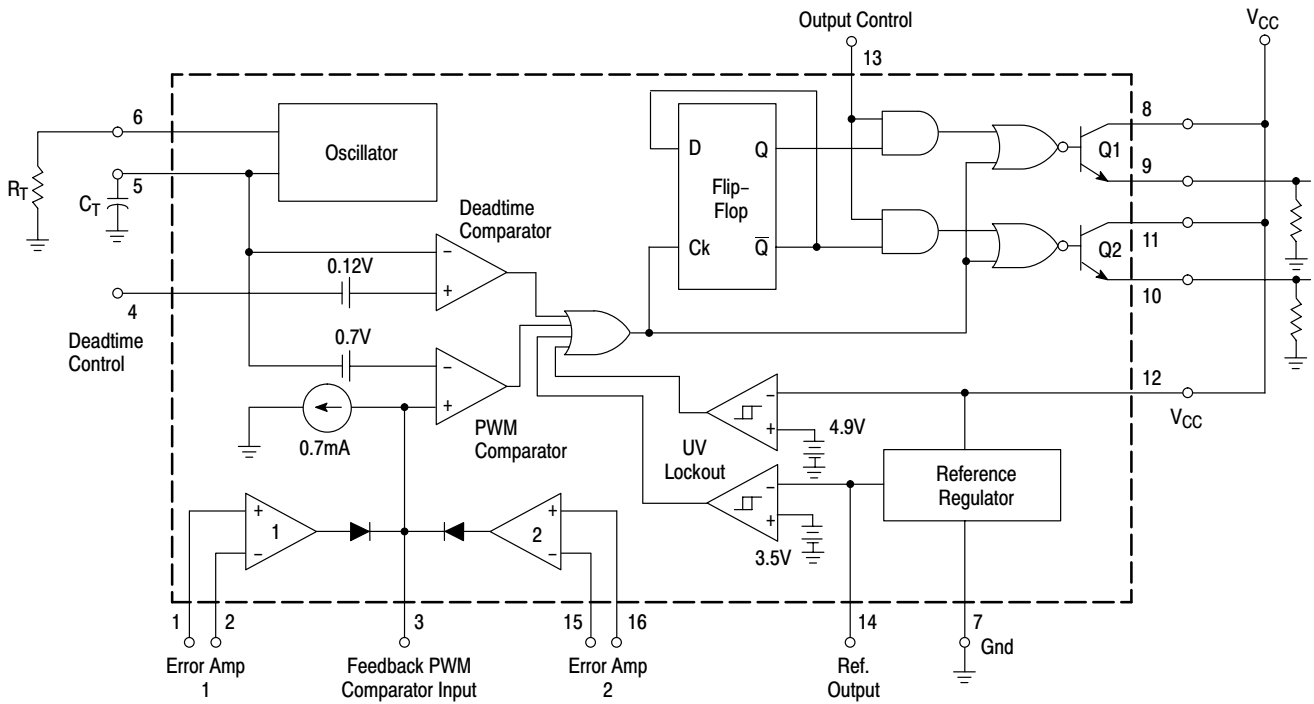 Output Control
13
VCC
6
Oscillator
RT
5
CT
D
Q
Flip–
Flop
Ck
Q
8
Q1
9
11
Q2
10
Deadtime
Comparator
0.12V
–
+
4
Deadtime
Control
0.7V
–
+
0.7mA
PWM
Comparator
UV
Lockout
–
+
4.9V
–
+
3.5V
12
VCC
Reference
Regulator
+
1
–
+
2
–
1
2
3
15
16
14
7
Gnd
Error Amp
1
Feedback PWM
Comparator Input
Error Amp
2
Ref.
Output